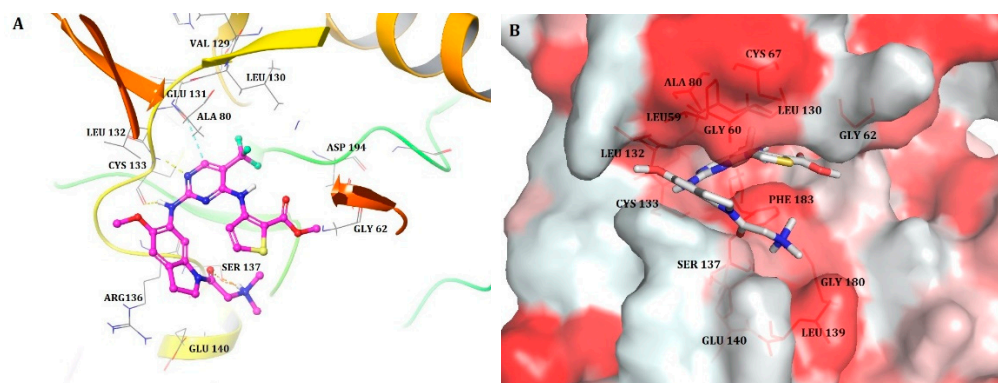 A
VAL 129
LEU 130
GLU 131
ALA 80
LEU 132
CYS 133
ASP 194
GLY 62
SER 137
ARG136
GLU 140
B
CYS 67
ALA 80
LEU59
LEU 130
GLY 60
GLY 62
LEU 132
CYS 133
PHE 183
SER 137
GLY 180
LEU 139
GLU 140